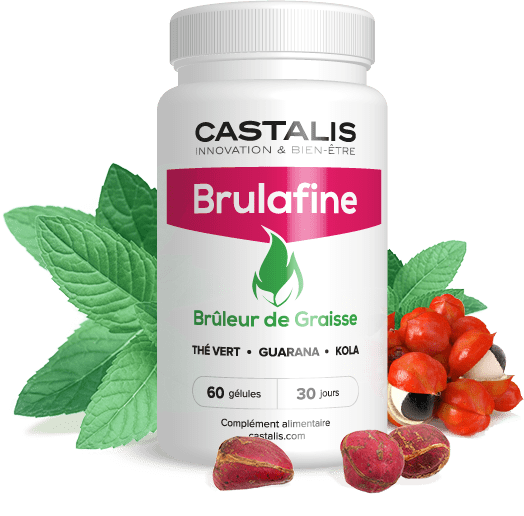 CASTALIS
INNOVATION & BIEN-ÊTRE
Brulafine
Brûleur de Graisse
THÉ VERT • GUARANA • KOLA
60 gélules 30 jours
Complément alimentaire
castalis.com